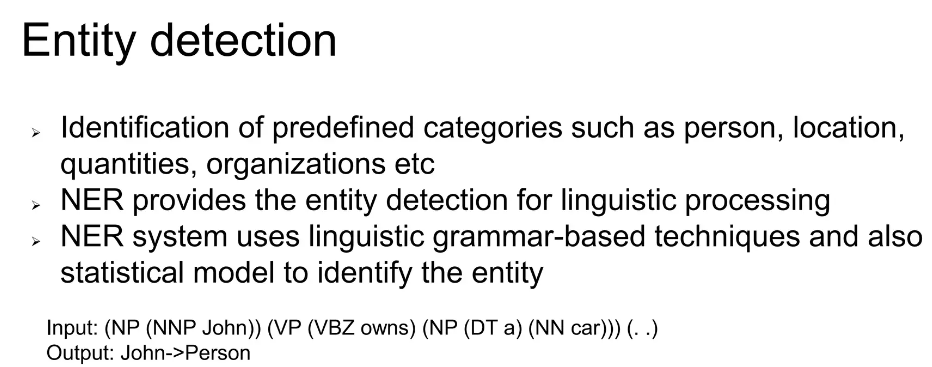 Entity detection
➢ Identification of predefined categories such as person, location,
quantities, organizations etc
➢ NER provides the entity detection for linguistic processing
➢ NER system uses linguistic grammar-based techniques and also
statistical model to identify the entity
Input: (NP (NNP John)) (VP (VBZ owns) (NP (DT a) (NN car))) (. .)
Output: John->Person